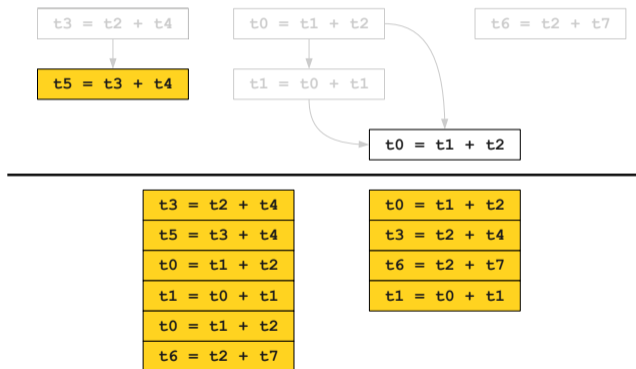 t3 = t2 + t4
t0 = t1 + t2
t6 = t2 + t7
t5 = t3 + t4
t1 = t0 + t1
t0 = t1 + t2
t3 = t2 + t4
t5 = t3 + t4
t0 = t1 + t2
t1 = t0 + t1
t0 = t1 + t2
t6 = t2 + t7
t0 = t1 + t2
t3 = t2 + t4
t6 = t2 + t7
t1 = t0 + t1